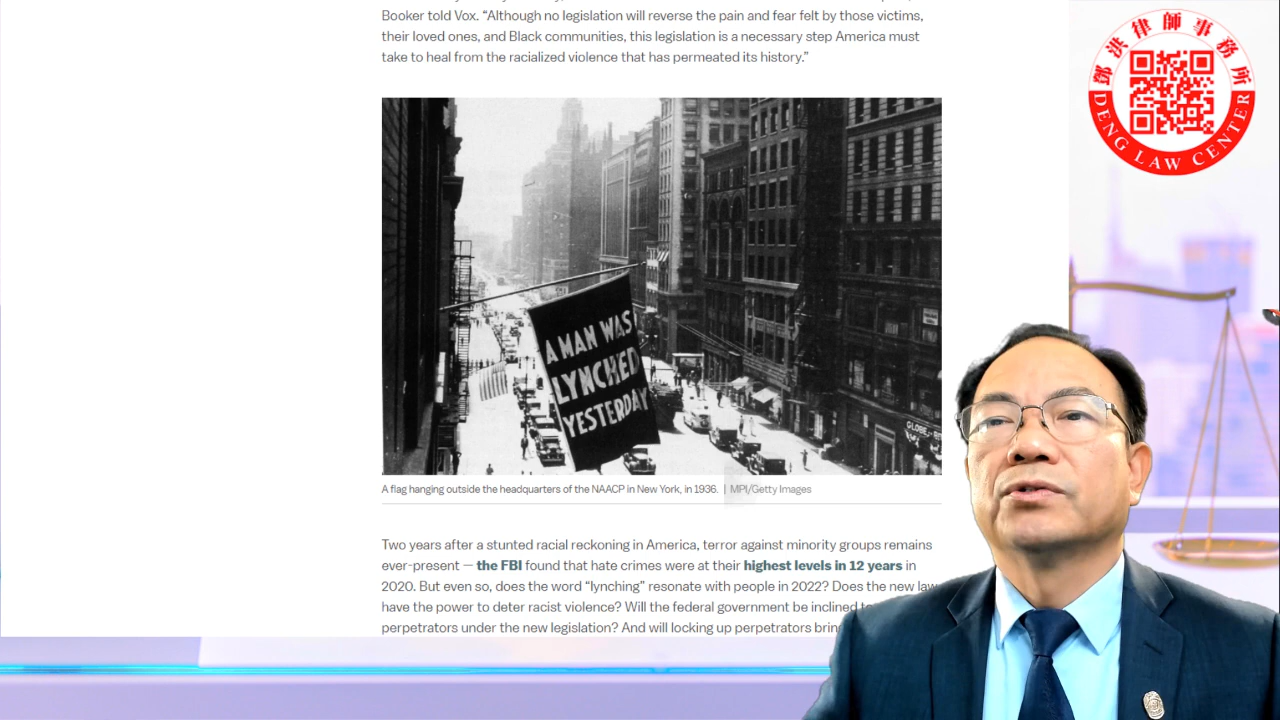 Booker told Vox. “Although no legislation will reverse the pain and fear felt by those victims,
their loved ones, and Black communities, this legislation is a necessary step America must
take to heal from the racialized violence that has permeated its history.”
鄧洪律師事務所
DENG LAW CENTER
A MAN WAS
LYNCHED
YESTERDAY
GLOBE
A flag hanging outside the headquarters of the NAACP in New York, in 1936. | MPI/Getty Images
Two years after a stunted racial reckoning in America, terror against minority groups remains
ever-present — the FBI found that hate crimes were at their highest levels in 12 years in
2020. But even so, does the word “lynching” resonate with people in 2022? Does the new law
have the power to deter racist violence? Will the federal government be inclined
perpetrators under the new legislation? And will locking up perpetrators